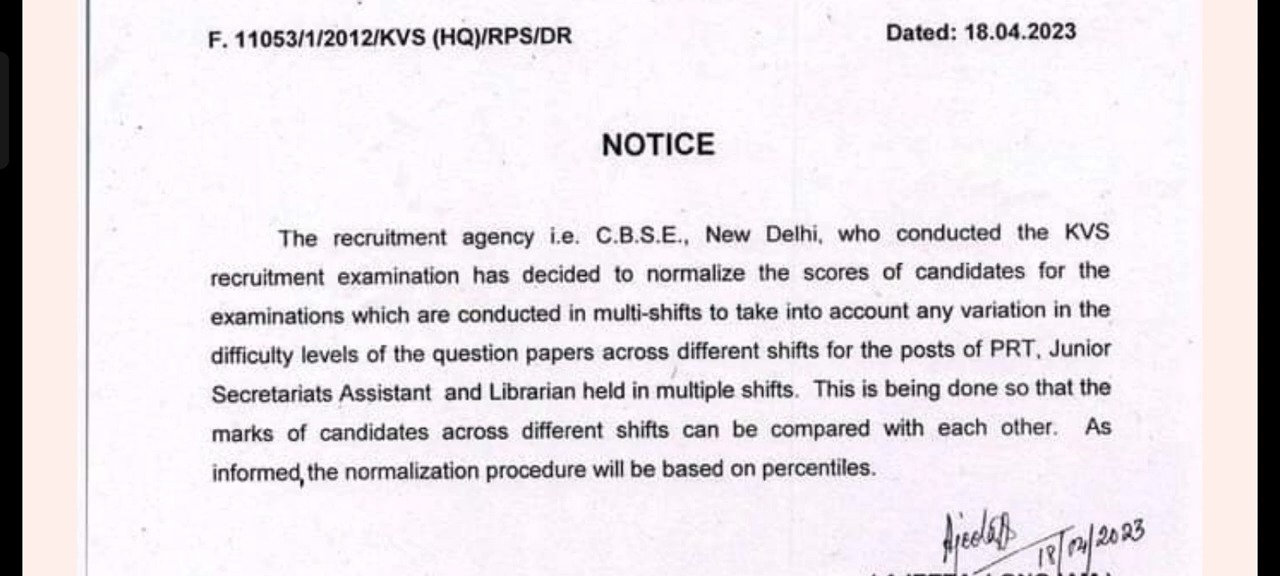 F. 11053/1/2012/KVS (HQ)/RPS/DR Dated: 18.04.2023
NOTICE
The recruitment agency i.e. C.B.S.E., New Delhi, who conducted the KVS
recruitment examination has decided to normalize the scores of candidates for the
examinations which are conducted in multi-shifts to take into account any variation in the
difficulty levels of the question papers across different shifts for the posts of PRT, Junior
Secretariats Assistant and Librarian held in multiple shifts. This is being done so that the
marks of candidates across different shifts can be compared with each other. As
informed,the normalization procedure will be based on percentiles.
18/04/2023